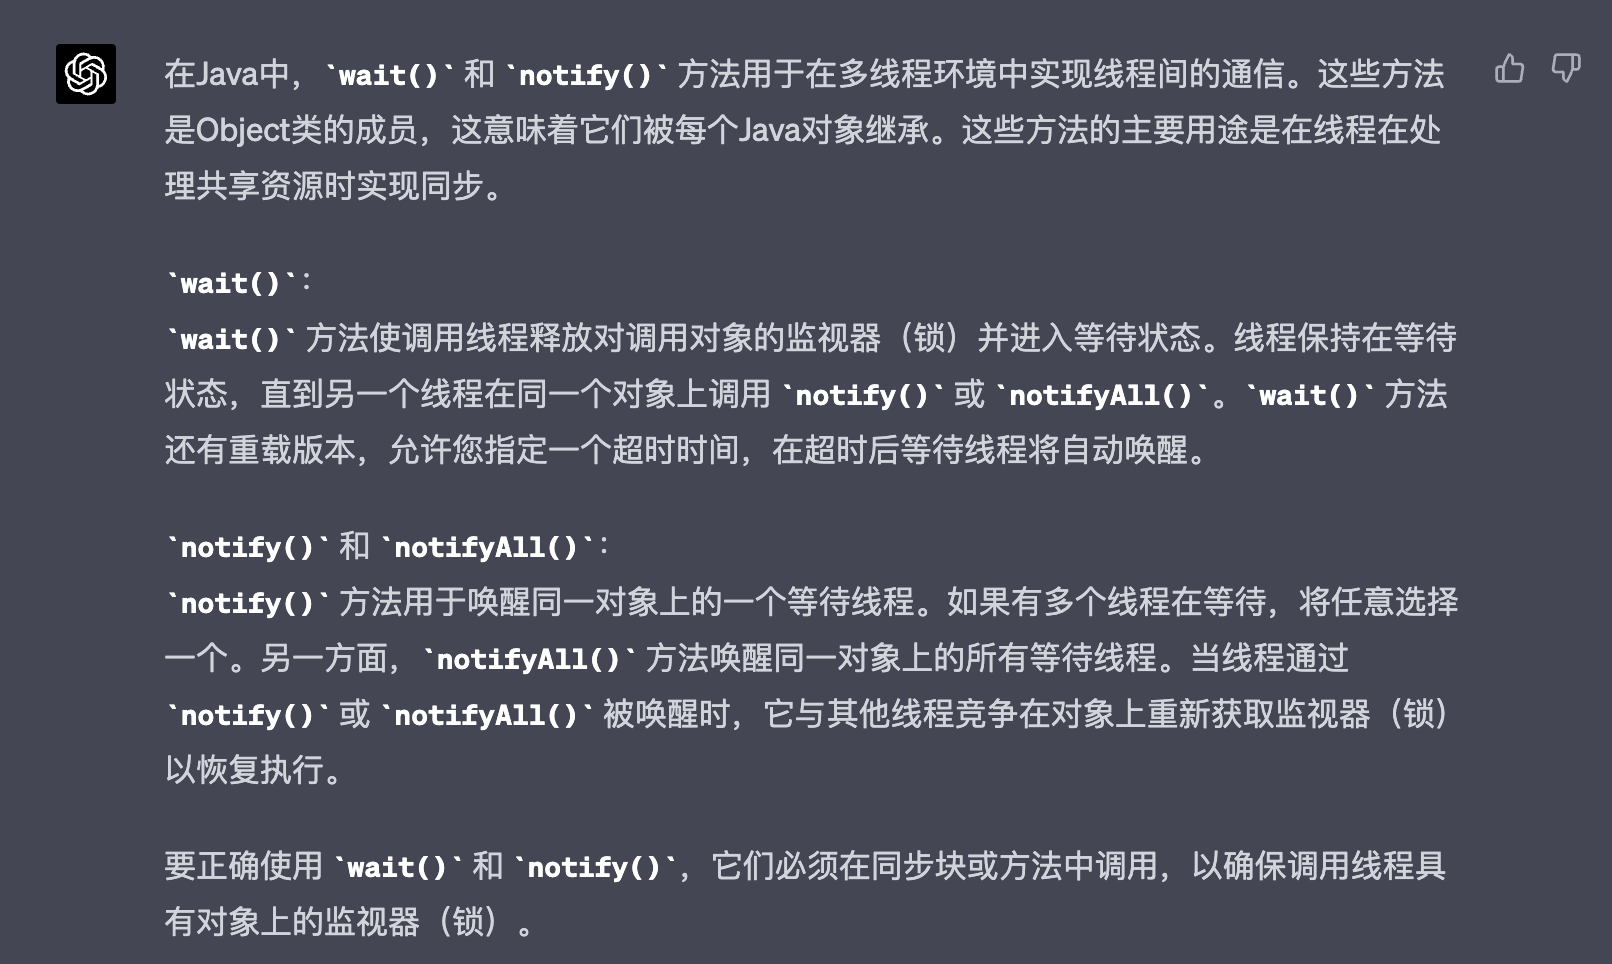 在Java中，`wait()` 和 `notify()` 方法用于在多线程环境中实现线程间的通信。这些方法
是Object类的成员，这意味着它们被每个Java对象继承。这些方法的主要用途是在线程在处
理共享资源时实现同步。
`wait()`：
`wait()` 方法使调用线程释放对调用对象的监视器（锁）并进入等待状态。线程保持在等待
状态，直到另一个线程在同一个对象上调用 `notify()` 或 `notifyAll()`。`wait()` 方法
还有重载版本，允许您指定一个超时时间，在超时后等待线程将自动唤醒。
`notify()` 和 `notifyAll()`：
`notify()` 方法用于唤醒同一对象上的一个等待线程。如果有多个线程在等待，将任意选择
一个。另一方面，`notifyAll()` 方法唤醒同一对象上的所有等待线程。当线程通过
`notify()` 或 `notifyAll()` 被唤醒时，它与其他线程竞争在对象上重新获取监视器（锁）
以恢复执行。
要正确使用 `wait()` 和 `notify()`，它们必须在同步块或方法中调用，以确保调用线程具
有对象上的监视器（锁）。